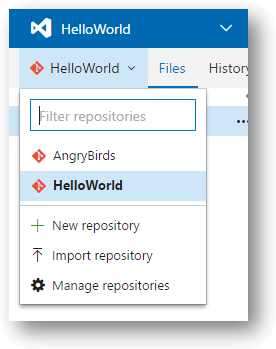 HelloWorld
HelloWorld Files History
Filter repositories
AngryBirds
HelloWorld
New repository
Import repository
Manage repositories